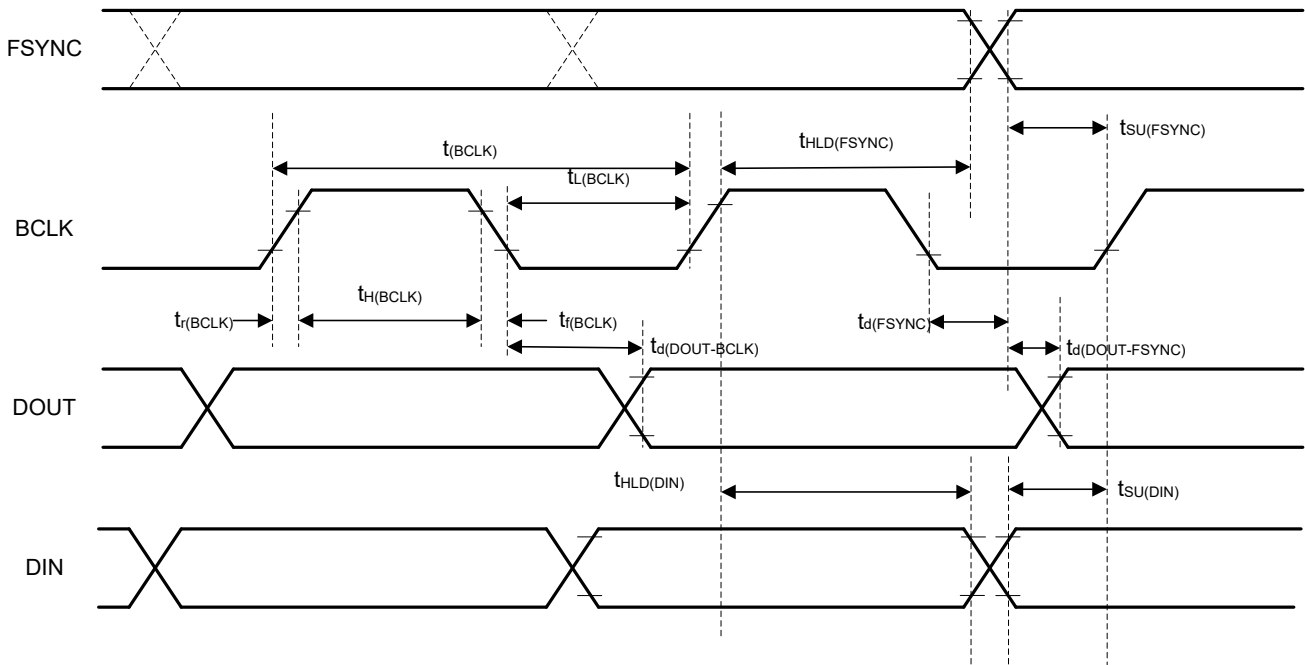 FSYNC
tSU(FSYNC)
t(BCLK)
tHLD(FSYNC)
tL(BCLK)
BCLK
tr(BCLK)
tH(BCLK)
tf(BCLK)
td(FSYNC)
td(DOUT-BCLK)
td(DOUT-FSYNC)
DOUT
tHLD(DIN)
tSU(DIN)
DIN